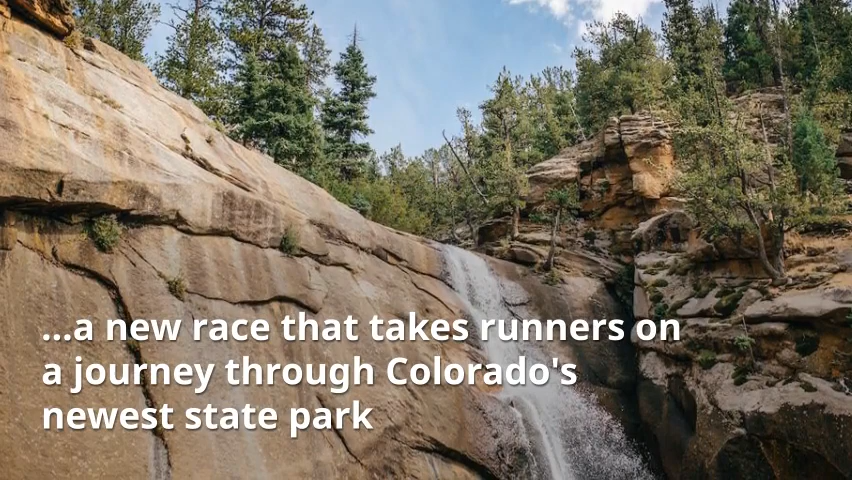 ...a new race that takes runners on
a journey through Colorado's
newest state park